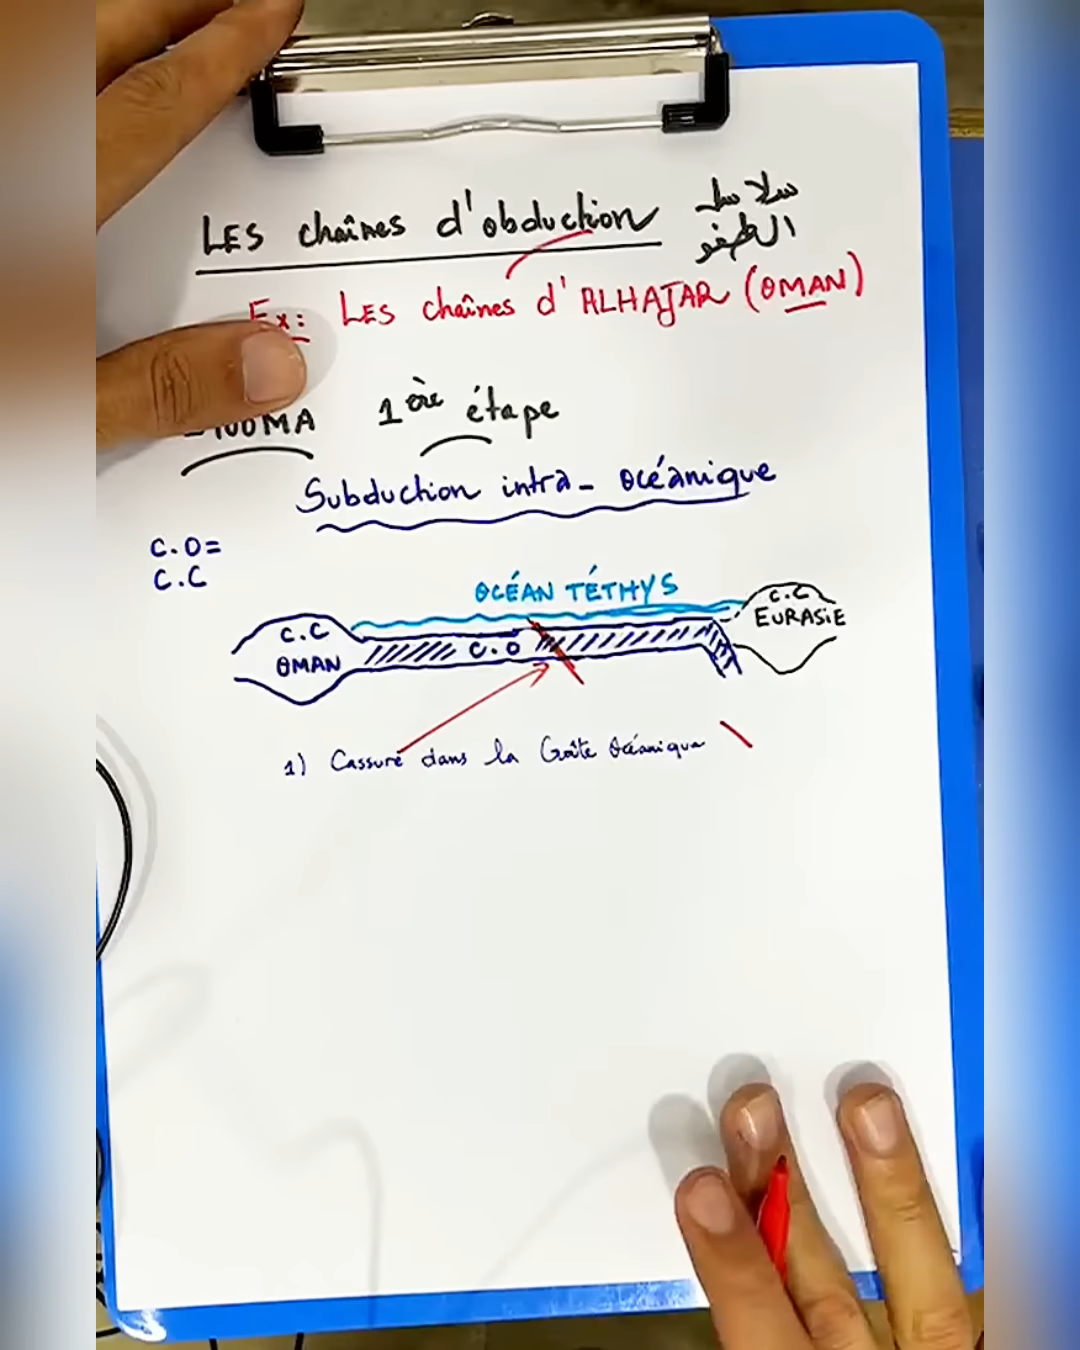 LES chaînes d'obduction
سلاسل
الطفو
Ex: LES chaînes d'ALHAJAR (OMAN)
100MA 1ère étape
Subduction intra-océanique
C.O=
C.C
OCÉAN TÉTHYS
C.C
EURASiE
C.C
OMAN
C.O
1) Cassure dans la Croûte Océanique